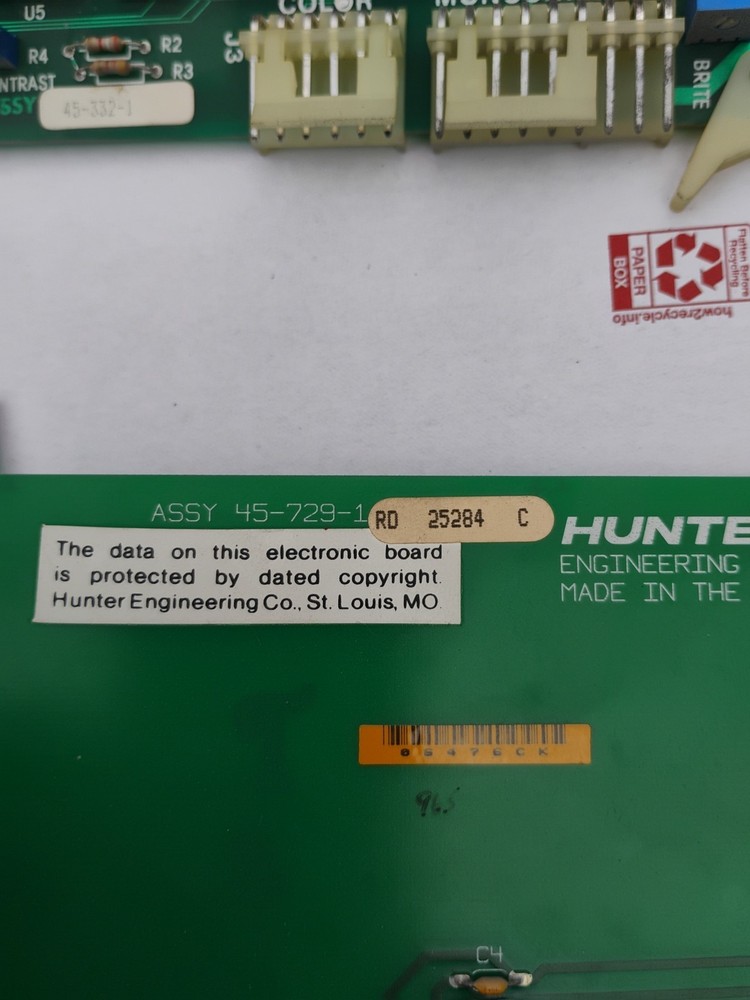 COLOR
U5
R4
R2
R3
J3
NTRAST
SSY
45-332-1
BRITE
PAPER
BOX
Flatten Before
Recycling
how2recycle.info
ASSY 45-729-1
RD 25284 C
HUNTE
ENGINEERING
MADE IN THE
The data on this electronic board
is protected by dated copyright.
Hunter Engineering Co., St. Louis, MO.
06476CK
965
C4